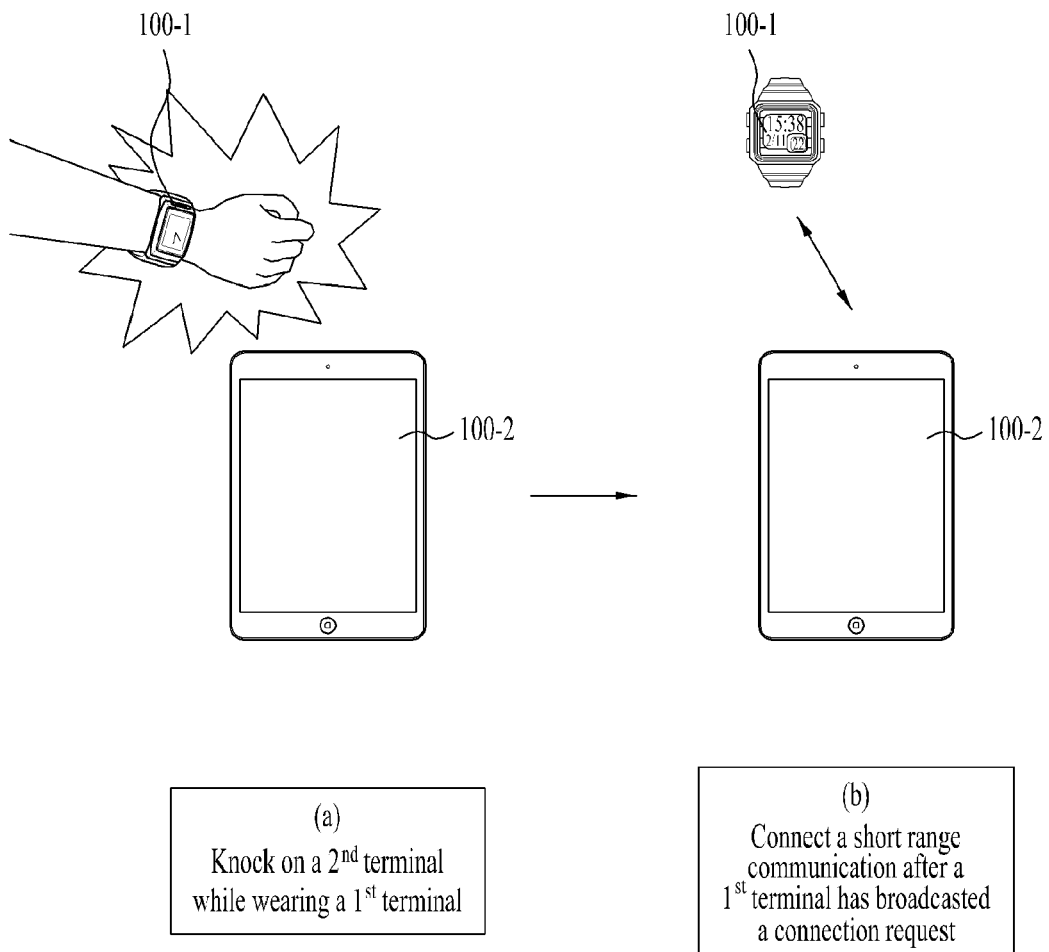 100-1
100-1
15:38
2/11 22
100-2
100-2
(a)
Knock on a 2nd terminal
while wearing a 1st terminal
(b)
Connect a short range
communication after a
1st terminal has broadcasted
a connection request